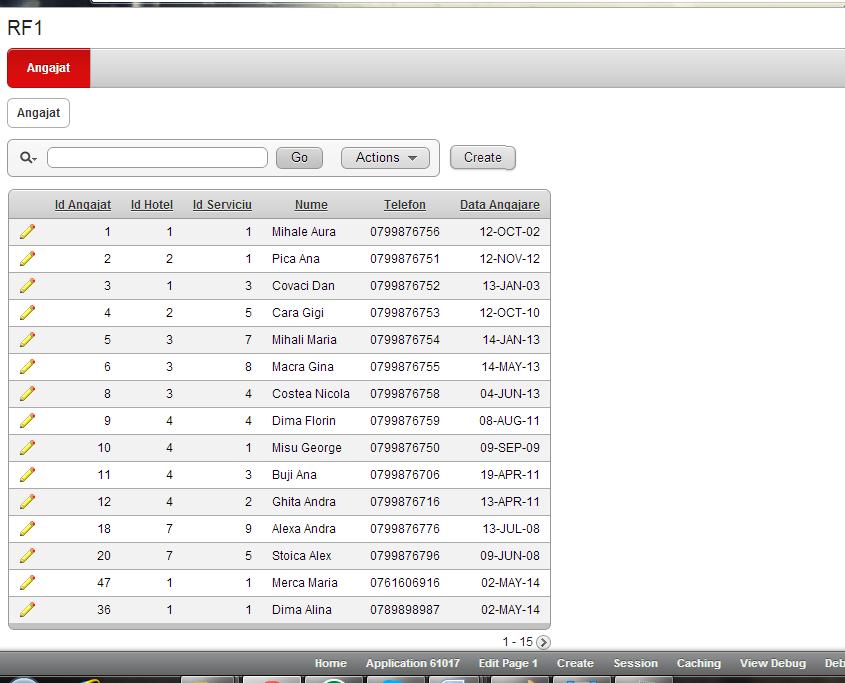 RF1
Angajat
Angajat
Go Actions Create
Id Angajat Id Hotel Id Serviciu Nume Telefon Data Angajare
1 1 1 Mihale Aura 0799876756 12-OCT-02
2 2 1 Pica Ana 0799876751 12-NOV-12
3 1 3 Covaci Dan 0799876752 13-JAN-03
4 2 5 Cara Gigi 0799876753 12-OCT-10
5 3 7 Mihali Maria 0799876754 14-JAN-13
6 3 8 Macra Gina 0799876755 14-MAY-13
8 3 4 Costea Nicola 0799876758 04-JUN-13
9 4 4 Dima Florin 0799876759 08-AUG-11
10 4 1 Misu George 0799876750 09-SEP-09
11 4 3 Buji Ana 0799876706 19-APR-11
12 4 2 Ghita Andra 0799876716 13-APR-11
18 7 9 Alexa Andra 0799876776 13-JUL-08
20 7 5 Stoica Alex 0799876796 09-JUN-08
47 1 1 Merca Maria 0761606916 02-MAY-14
36 1 1 Dima Alina 0789898987 02-MAY-14
1 - 15
Home Application 61017 Edit Page 1 Create Session Caching View Debug Deb